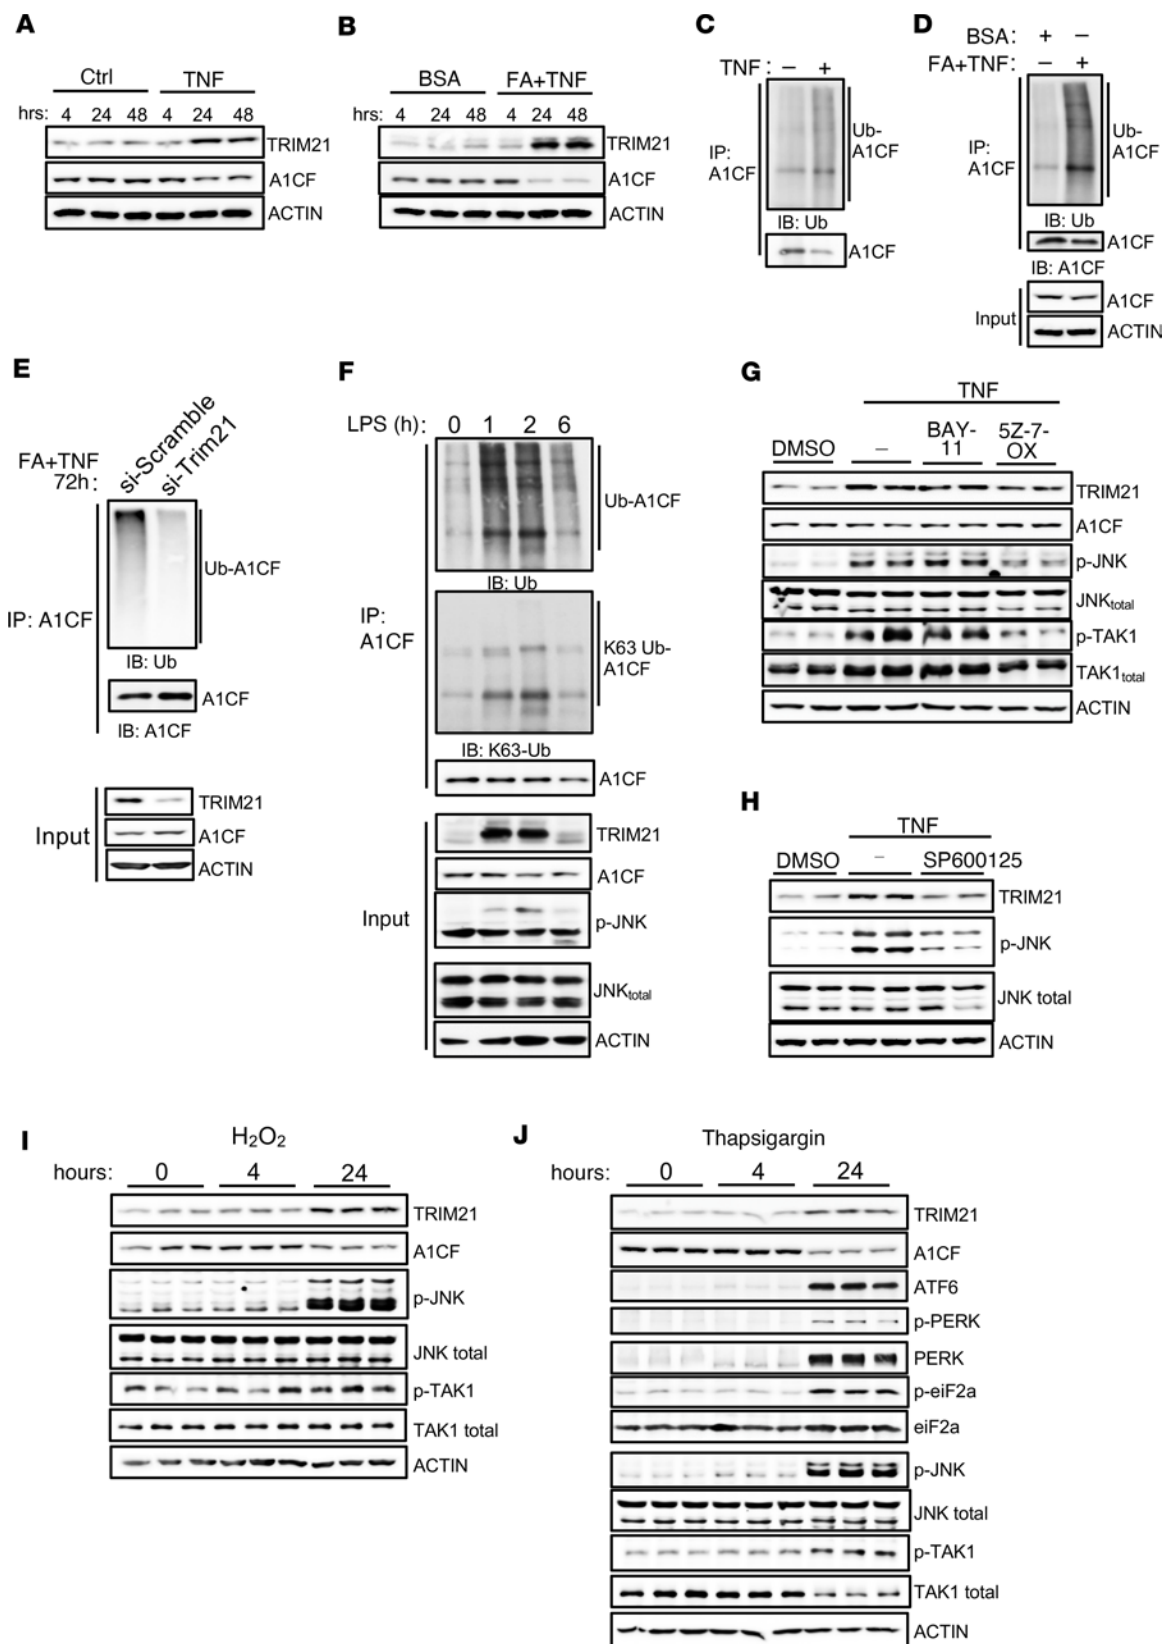 A
Ctrl TNF
hrs: 4 24 48 4 24 48
TRIM21
A1CF
ACTIN
B
BSA FA+TNF
4 24 48 4 24 48
TRIM21
A1CF
ACTIN
C
TNF : – +
IP:
A1CF
Ub-
A1CF
IB: Ub
A1CF
D
BSA: + –
FA+TNF: – +
IP:
A1CF
Ub-
A1CF
IB: Ub
A1CF
IB: A1CF
Input
A1CF
ACTIN
E
FA+TNF
72h :
si-Scramble
si-Trim21
IP: A1CF
Ub-A1CF
IB: Ub
A1CF
IB: A1CF
Input
TRIM21
A1CF
ACTIN
F
LPS (h) : 0 1 2 6
Ub-A1CF
IB: Ub
IP:
A1CF
K63 Ub-
A1CF
IB: K63-Ub
A1CF
Input
TRIM21
A1CF
p-JNK
JNKtotal
ACTIN
G
TNF
DMSO – BAY-
11 5Z-7-
OX
TRIM21
A1CF
p-JNK
JNKtotal
p-TAK1
TAK1total
ACTIN
H
TNF
DMSO – SP600125
TRIM21
p-JNK
JNK total
ACTIN
I
H2O2
hours: 0 4 24
TRIM21
A1CF
p-JNK
JNK total
p-TAK1
TAK1 total
ACTIN
J
Thapsigargin
hours: 0 4 24
TRIM21
A1CF
ATF6
p-PERK
PERK
p-eiF2a
eiF2a
p-JNK
JNK total
p-TAK1
TAK1 total
ACTIN